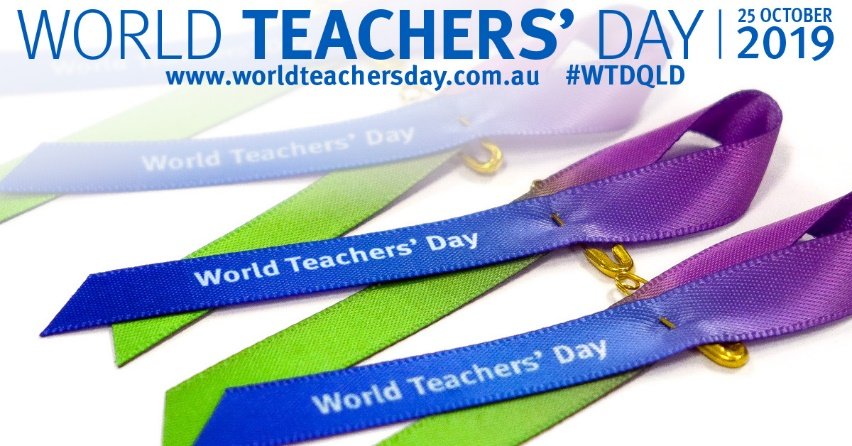 WORLD TEACHERS' DAY | 25 OCTOBER 2019
www.worldteachersday.com.au #WTDQLD
World Teachers' Day
World Teachers' Day
World Teachers' Day